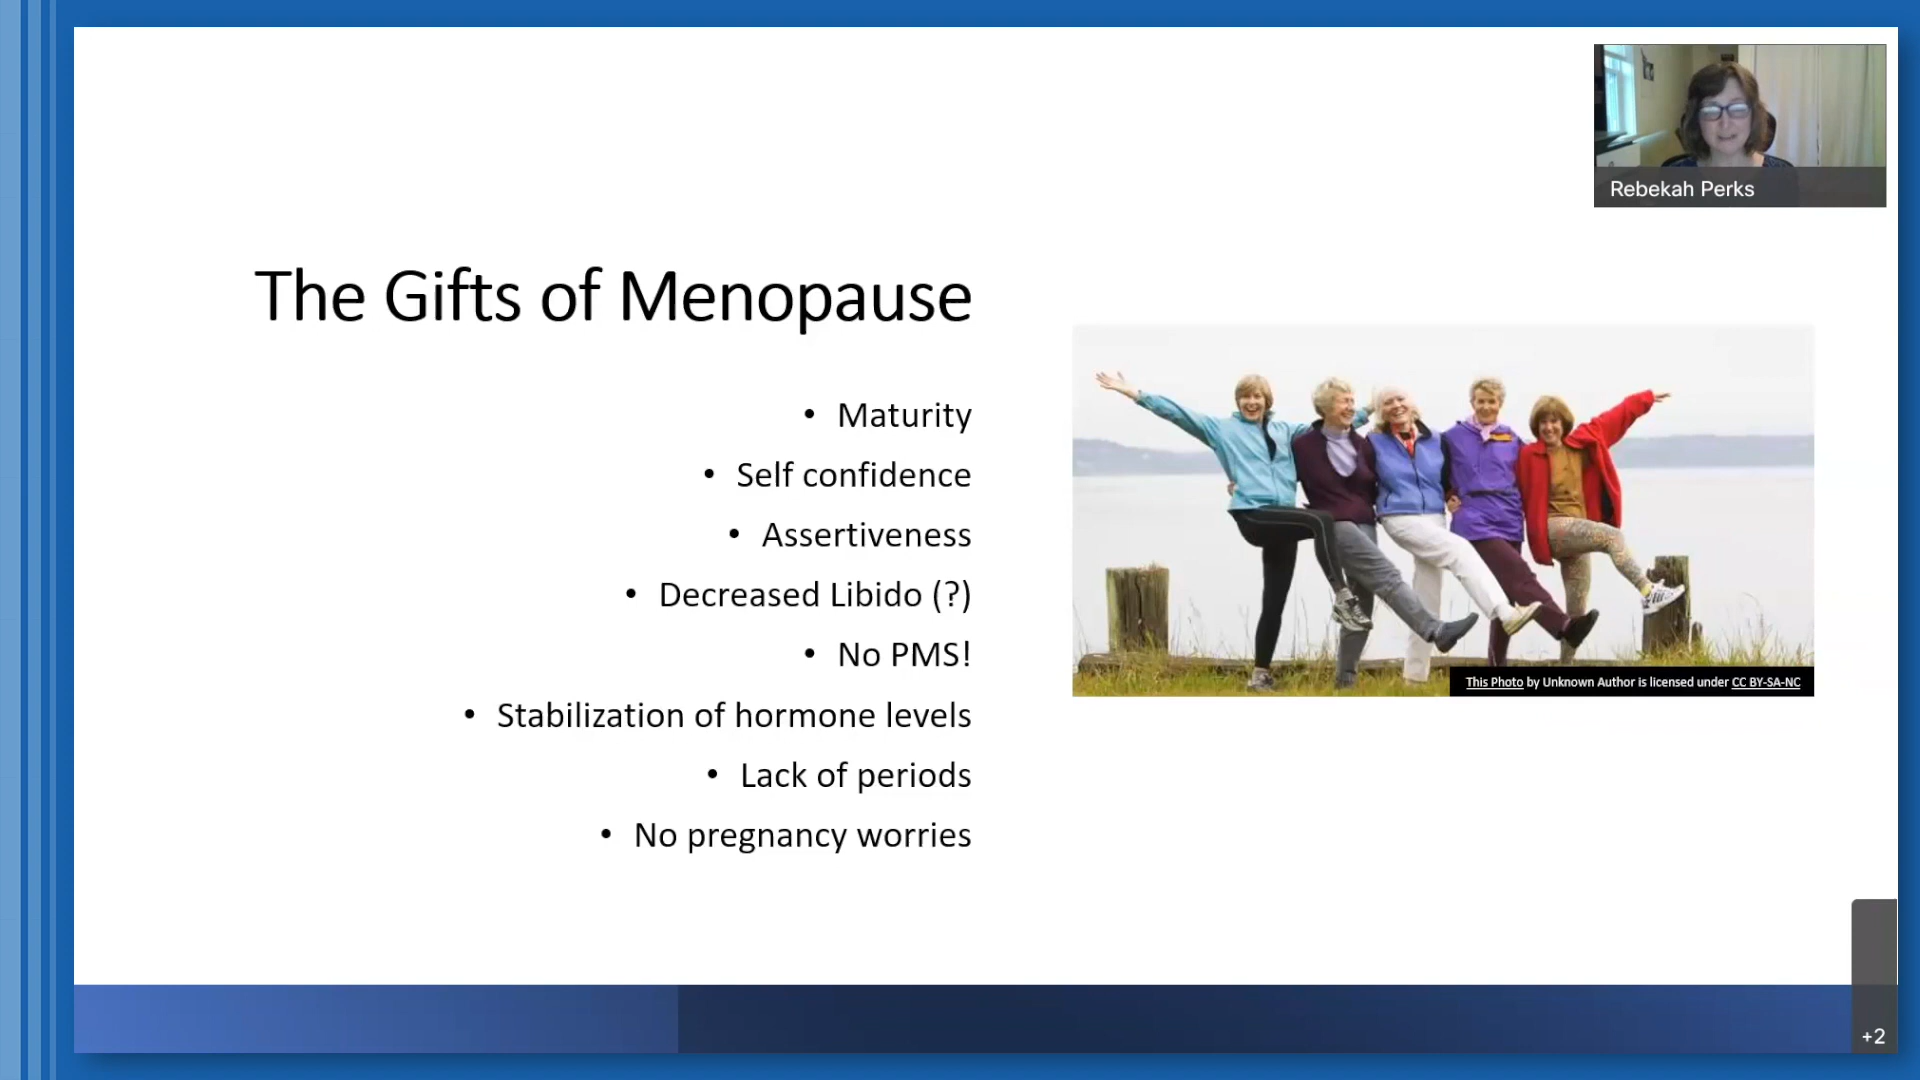 Rebekah Perks
The Gifts of Menopause
• Maturity
• Self confidence
• Assertiveness
• Decreased Libido (?)
• No PMS!
• Stabilization of hormone levels
• Lack of periods
• No pregnancy worries
This Photo by Unknown Author is licensed under CC BY-SA-NC
+2